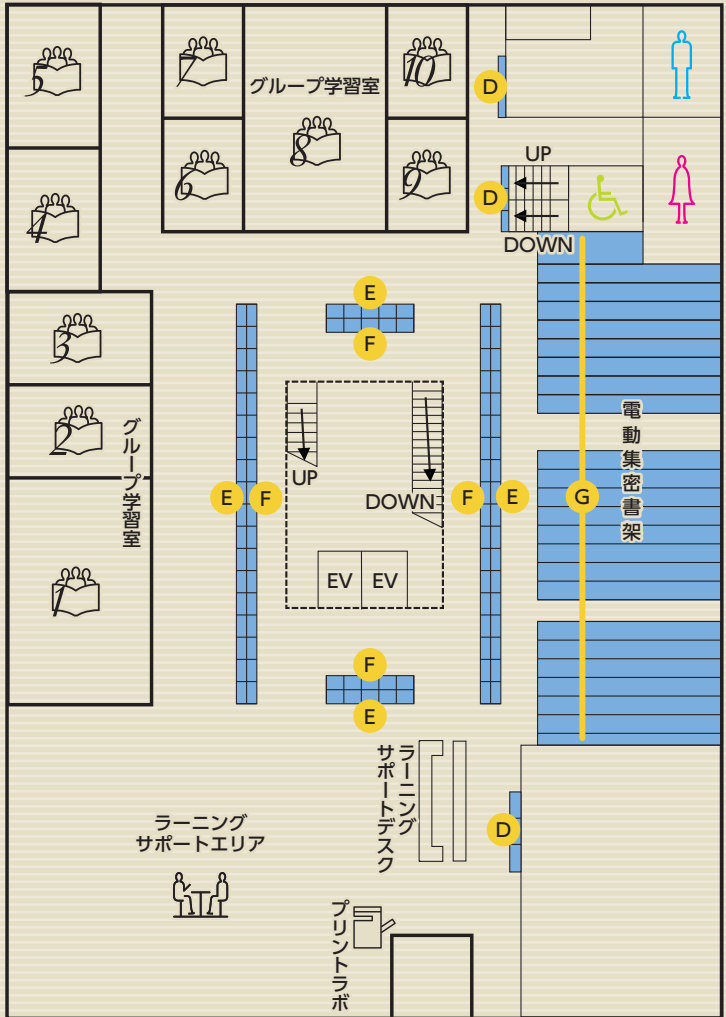 5
7
グループ学習室
10
D
8
4
6
9
UP
D
DOWN
E
3
F
電動集密書架
2
グループ学習室
UP
E
F
DOWN
F
E
G
EV
EV
1
F
E
ラーニング
サポートデスク
D
ラーニング
サポートエリア
プリントラボ